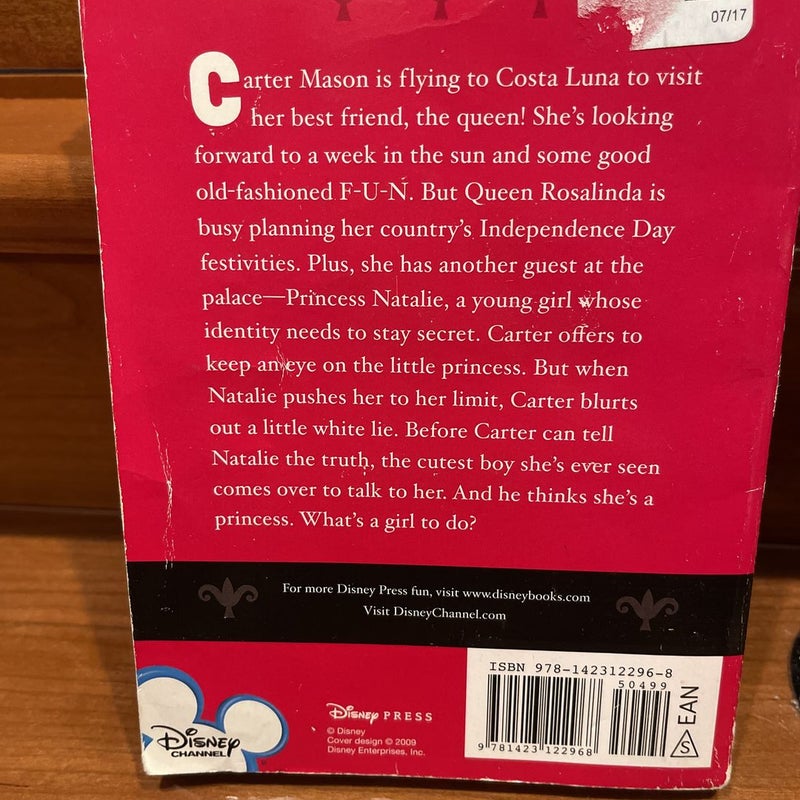 07/17
Carter Mason is flying to Costa Luna to visit
her best friend, the queen! She's looking
forward to a week in the sun and some good
old-fashioned F-U-N. But Queen Rosalinda is
busy planning her country's Independence Day
festivities. Plus, she has another guest at the
palace—Princess Natalie, a young girl whose
identity needs to stay secret. Carter offers to
keep an eye on the little princess. But when
Natalie pushes her to her limit, Carter blurts
out a little white lie. Before Carter can tell
Natalie the truth, the cutest boy she's ever seen
comes over to talk to her. And he thinks she's a
princess. What's a girl to do?
For more Disney Press fun, visit www.disneybooks.com
Visit DisneyChannel.com
Disney
CHANNEL
Disney PRESS
© Disney
Cover design © 2009
Disney Enterprises, Inc.
ISBN 978-142312296-8
50499
9 781423 122968
EAN
S